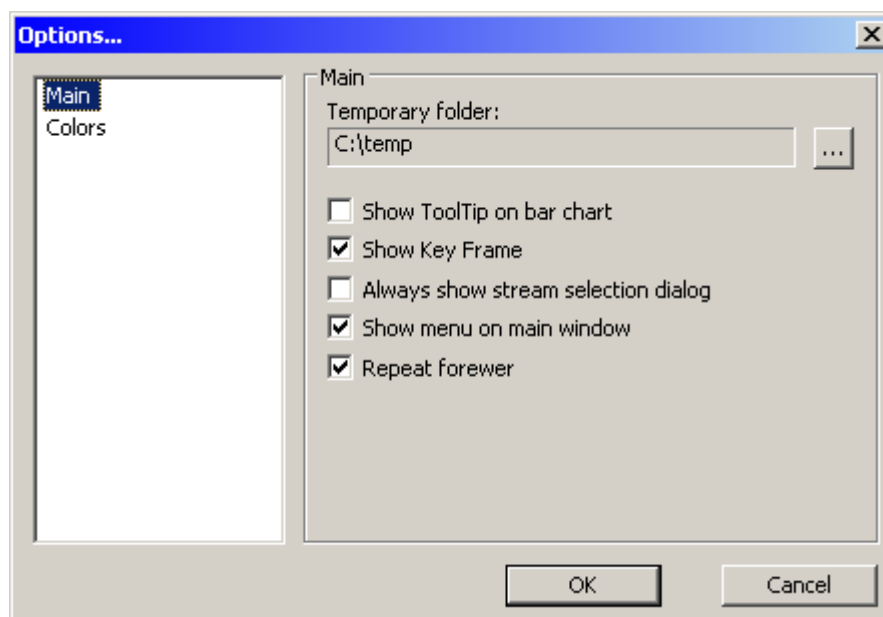 Options...
Main
Colors
Main
Temporary folder:
C:\temp
...
Show ToolTip on bar chart
Show Key Frame
Always show stream selection dialog
Show menu on main window
Repeat forewer
OK
Cancel